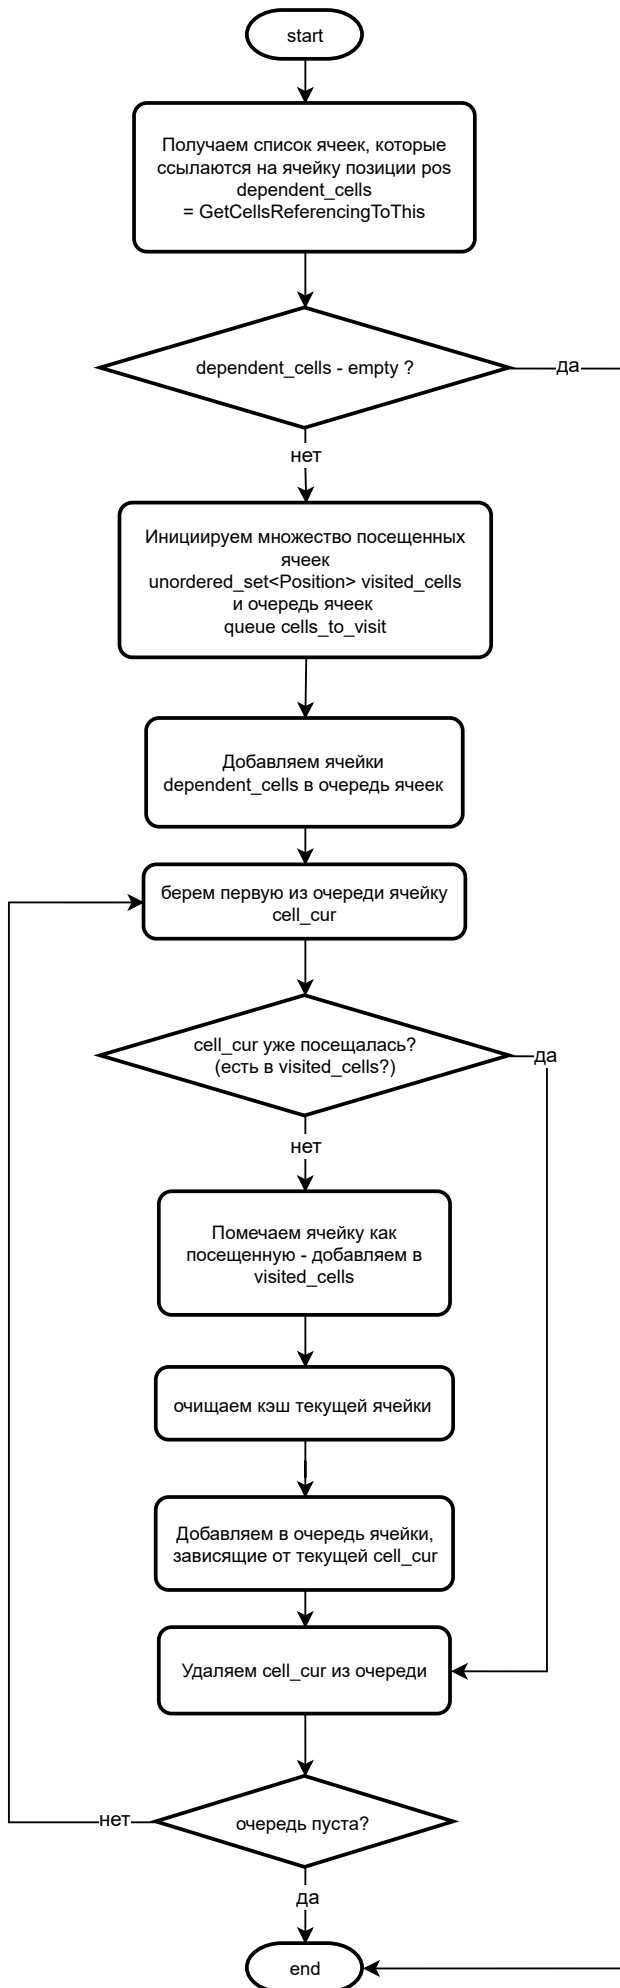 start
Получаем список ячеек, которые
ссылаются на ячейку позиции pos
dependent_cells
= GetCellsReferencingToThis
dependent_cells - empty ?
да
нет
Инициируем множество посещенных
ячеек
unordered_set<Position> visited_cells
и очередь ячеек
queue cells_to_visit
Добавляем ячейки
dependent_cells в очередь ячеек
берем первую из очереди ячейку
cell_cur
cell_cur уже посещалась?
(есть в visited_cells?)
да
нет
Помечаем ячейку как
посещенную - добавляем в
visited_cells
очищаем кэш текущей ячейки
Добавляем в очередь ячейки,
зависящие от текущей cell_cur
Удаляем cell_cur из очереди
нет
очередь пуста?
да
end